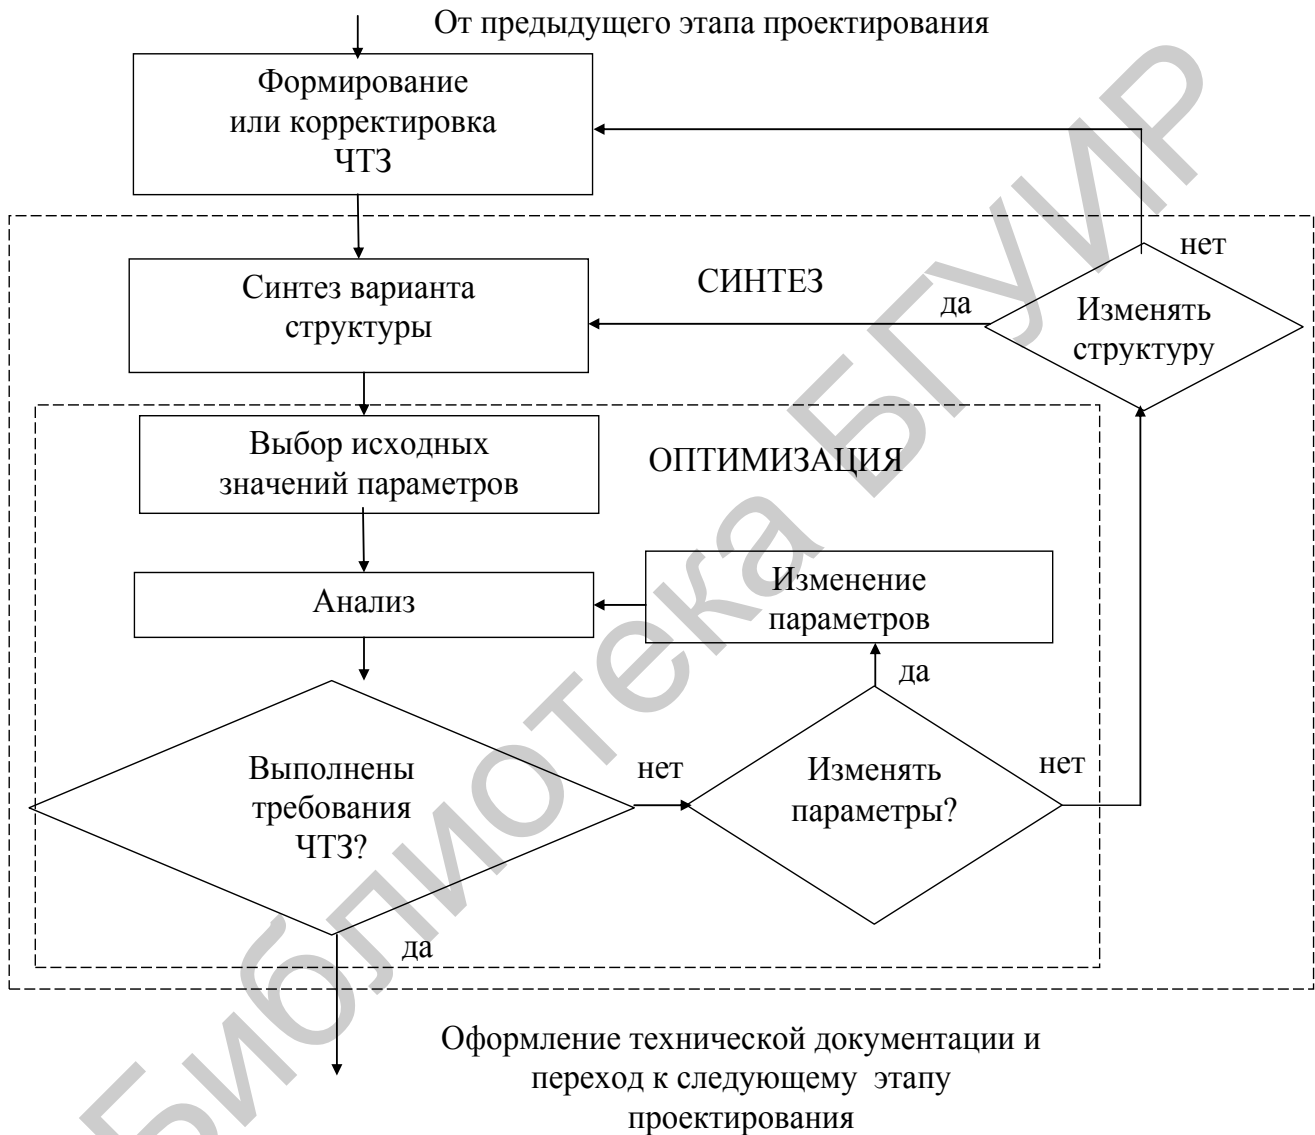 От предыдущего этапа проектирования
Формирование
или корректировка
ЧТЗ
нет
СИНТЕЗ
Синтез варианта
структуры
да
Изменять
структуру
Выбор исходных
значений параметров
ОПТИМИЗАЦИЯ
Анализ
Изменение
параметров
да
Выполнены
требования
ЧТЗ?
нет
Изменять
параметры?
нет
да
Оформление технической документации и
переход к следующему этапу
проектирования
Библиотека БГУИР